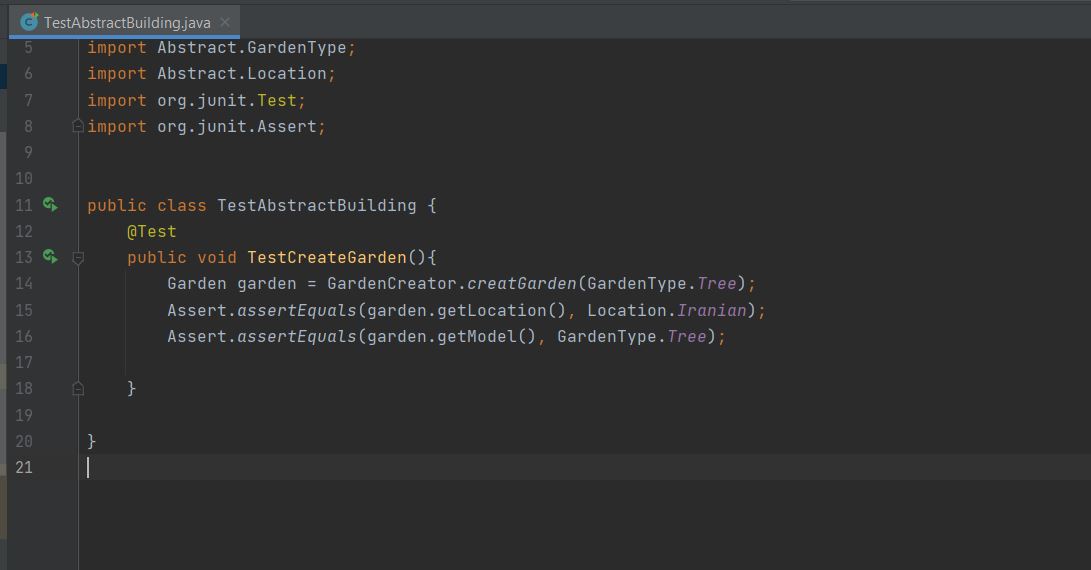 TestAbstractBuilding.java
5 import Abstract.GardenType;
6 import Abstract.Location;
7 import org.junit.Test;
8 import org.junit.Assert;
9
10
11 public class TestAbstractBuilding {
12 @Test
13 public void TestCreateGarden(){
14 Garden garden = GardenCreator.creatGarden(GardenType.Tree);
15 Assert.assertEquals(garden.getLocation(), Location.Iranian);
16 Assert.assertEquals(garden.getModel(), GardenType.Tree);
17
18 }
19
20 }
21